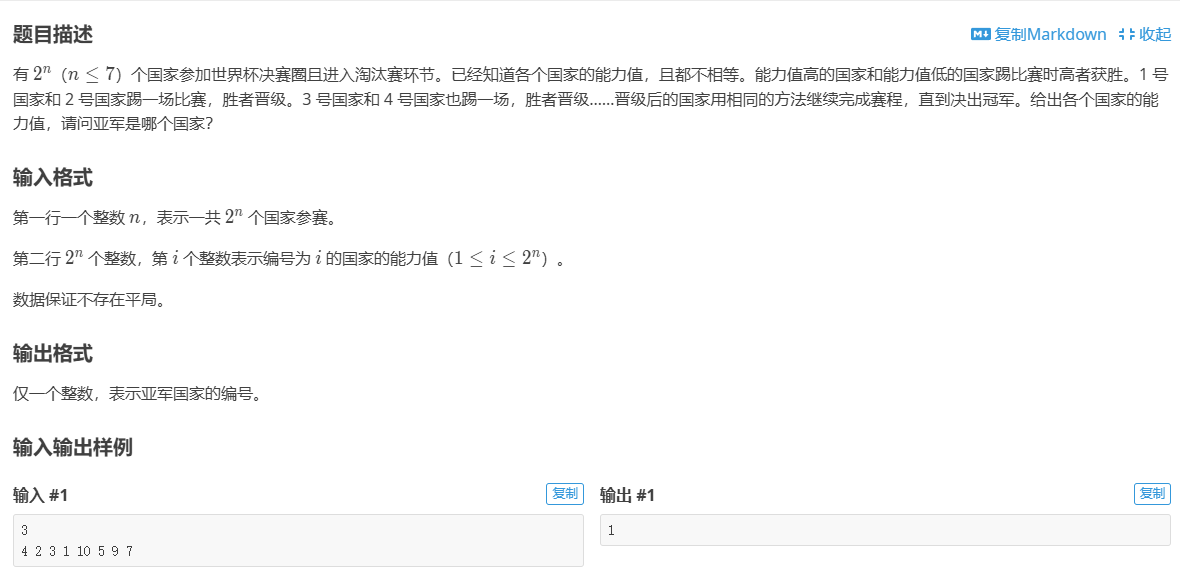 题目描述 复制Markdown 收起
有 2^n（n ≤ 7）个国家参加世界杯决赛圈且进入淘汰赛环节。已经知道各个国家的能力值，且都不相等。能力值高的国家和能力值低的国家踢比赛时高者获胜。1 号
国家和 2 号国家踢一场比赛，胜者晋级。3 号国家和 4 号国家也踢一场，胜者晋级......晋级后的国家用相同的方法继续完成赛程，直到决出冠军。给出各个国家的能
力值，请问亚军是哪个国家？
输入格式
第一行一个整数 n，表示一共 2^n 个国家参赛。
第二行 2^n 个整数，第 i 个整数表示编号为 i 的国家的能力值（1 ≤ i ≤ 2^n）。
数据保证不存在平局。
输出格式
仅一个整数，表示亚军国家的编号。
输入输出样例
输入 #1 复制 输出 #1 复制
3 1
4 2 3 1 10 5 9 7